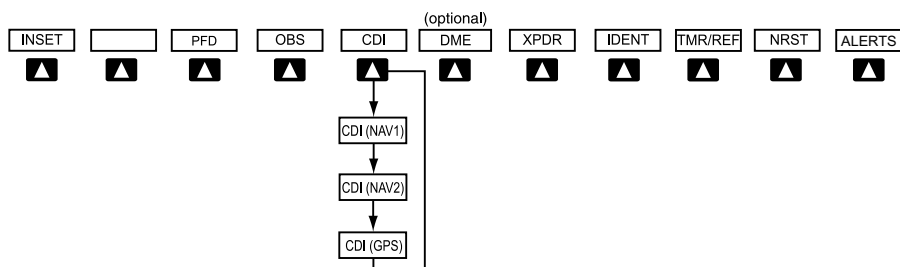 (optional)
INSET PFD OBS CDI DME XPDR IDENT TMR/REF NRST ALERTS
CDI (NAV1)
CDI (NAV2)
CDI (GPS)